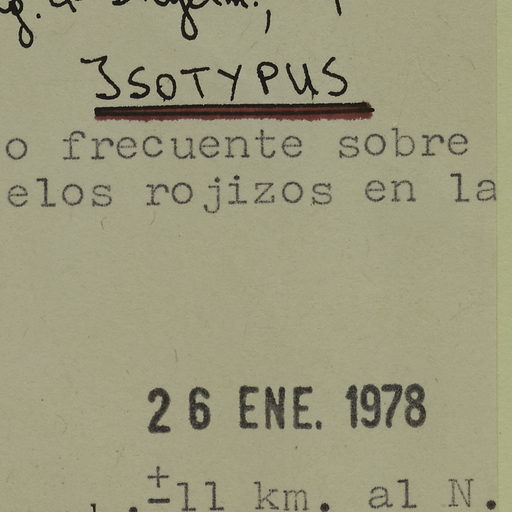 ISOTYPUS
o frecuente sobre
elos rojizos en la
26 ENE. 1978
±11 km. al N.